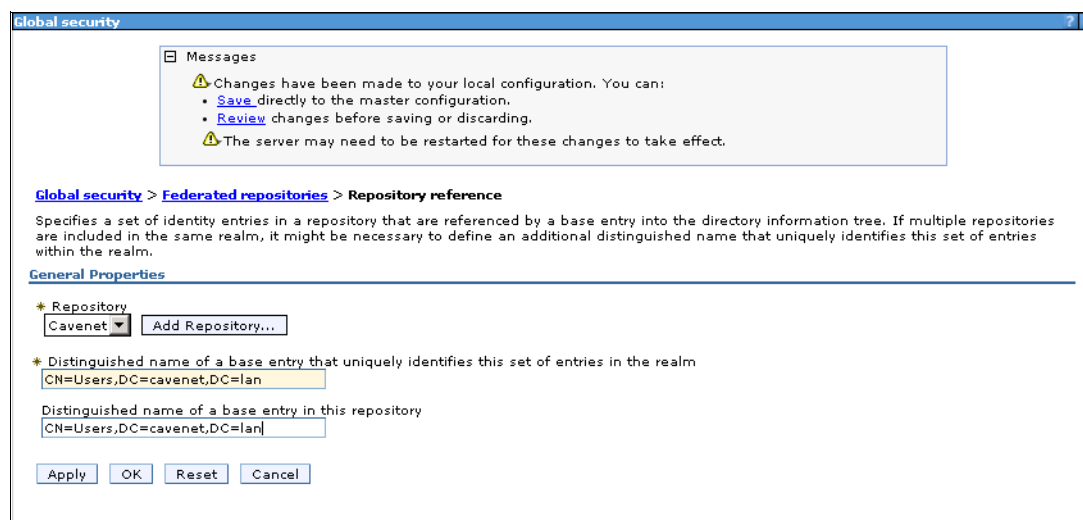 Global security ?
Messages
Changes have been made to your local configuration. You can:
• Save directly to the master configuration.
• Review changes before saving or discarding.
The server may need to be restarted for these changes to take effect.
Global security > Federated repositories > Repository reference
Specifies a set of identity entries in a repository that are referenced by a base entry into the directory information tree. If multiple repositories
are included in the same realm, it might be necessary to define an additional distinguished name that uniquely identifies this set of entries
within the realm.
General Properties
* Repository
Cavenet Add Repository...
* Distinguished name of a base entry that uniquely identifies this set of entries in the realm
CN=Users,DC=cavenet,DC=lan
Distinguished name of a base entry in this repository
CN=Users,DC=cavenet,DC=lan
Apply OK Reset Cancel